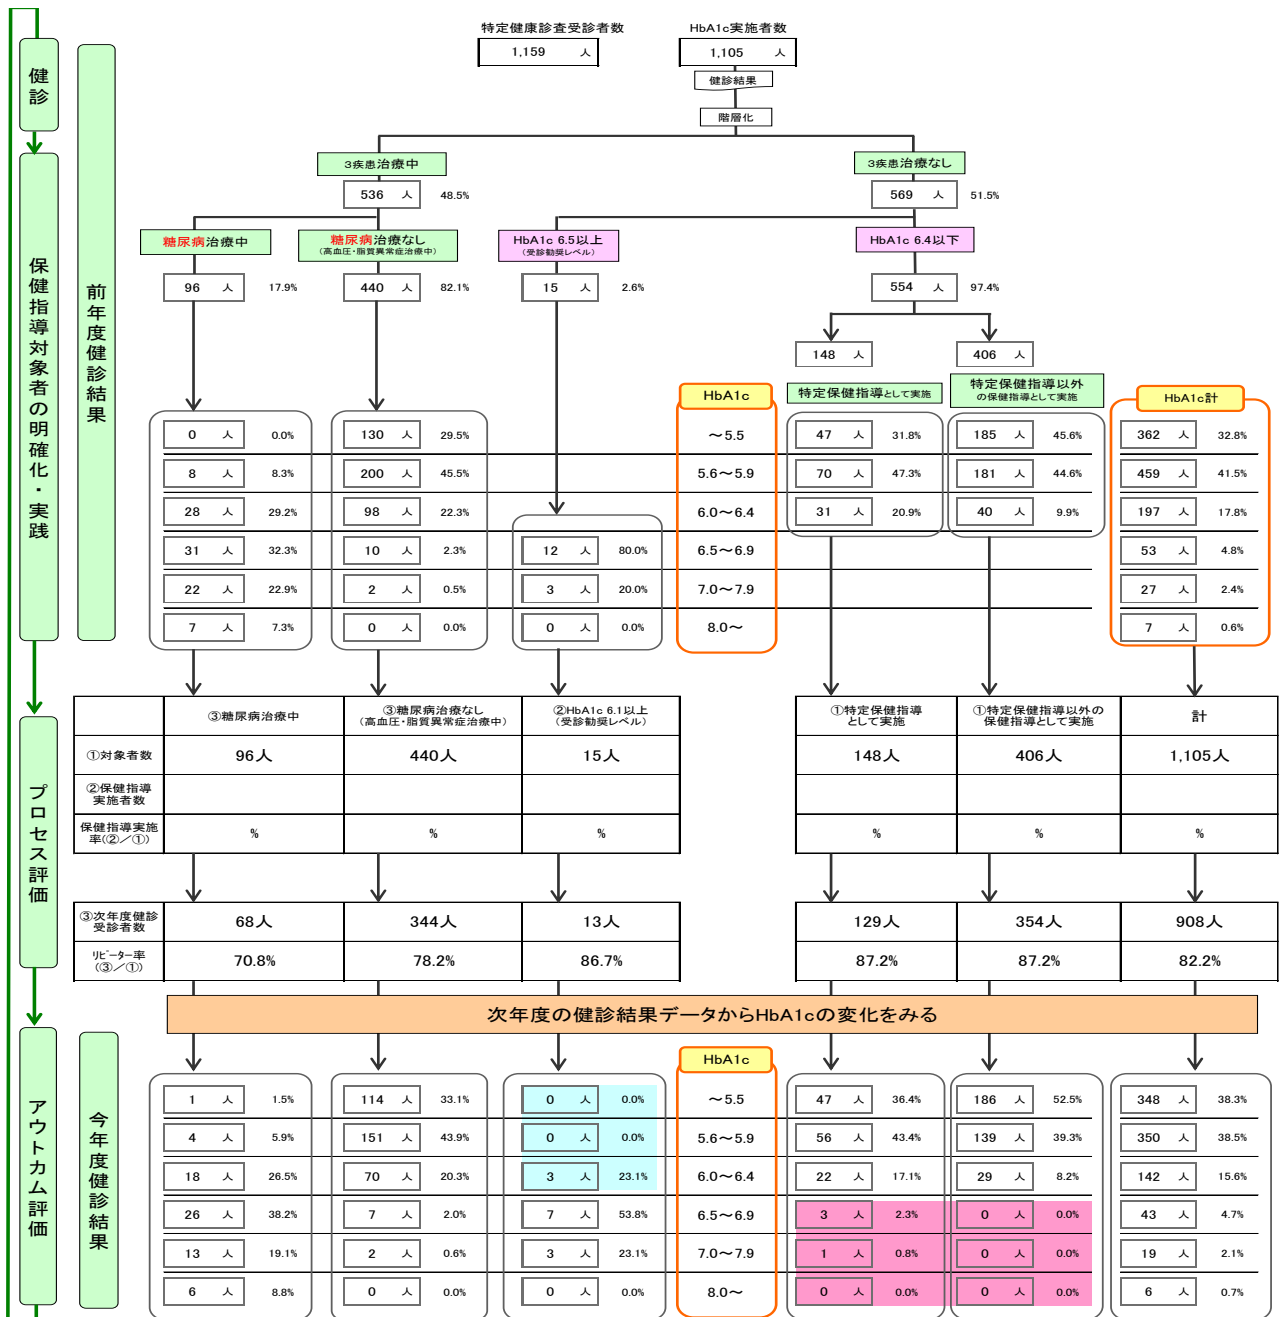 特定健康診査受診者数
HbA1c実施者数
1,159 人
1,105 人
健診結果
階層化
3疾患治療中
3疾患治療なし
536 人 48.5%
569 人 51.5%
糖尿病治療中
糖尿病治療なし
(高血圧・脂質異常症治療中)
HbA1c 6.5以上
(受診勧奨レベル)
HbA1c 6.4以下
96 人 17.9%
440 人 82.1%
15 人 2.6%
554 人 97.4%
148 人
406 人
HbA1c
特定保健指導として実施
特定保健指導以外
の保健指導として実施
HbA1c計
0 人 0.0% 130 人 29.5% ～5.5 47 人 31.8% 185 人 45.6% 362 人 32.8%
8 人 8.3% 200 人 45.5% 5.6～5.9 70 人 47.3% 181 人 44.6% 459 人 41.5%
28 人 29.2% 98 人 22.3% 6.0～6.4 31 人 20.9% 40 人 9.9% 197 人 17.8%
31 人 32.3% 10 人 2.3% 12 人 80.0% 6.5～6.9 53 人 4.8%
22 人 22.9% 2 人 0.5% 3 人 20.0% 7.0～7.9 27 人 2.4%
7 人 7.3% 0 人 0.0% 0 人 0.0% 8.0～ 7 人 0.6%
健診
保健指導対象者の明確化・実践
前年度健診結果
③糖尿病治療中
③糖尿病治療なし
(高血圧・脂質異常症治療中)
②HbA1c 6.1以上
(受診勧奨レベル)
①特定保健指導
として実施
①特定保健指導以外の
保健指導として実施
計
①対象者数 96人 440人 15人 148人 406人 1,105人
②保健指導
実施者数
保健指導実施
率(②／①) % % % % % %
プロセス評価
③次年度健診
受診者数 68人 344人 13人 129人 354人 908人
ﾘﾋﾟｰﾀｰ率
(③／①) 70.8% 78.2% 86.7% 87.2% 87.2% 82.2%
次年度の健診結果データからHbA1cの変化をみる
アウトカム評価
今年度健診結果
HbA1c
1 人 1.5% 114 人 33.1% 0 人 0.0% ～5.5 47 人 36.4% 186 人 52.5% 348 人 38.3%
4 人 5.9% 151 人 43.9% 0 人 0.0% 5.6～5.9 56 人 43.4% 139 人 39.3% 350 人 38.5%
18 人 26.5% 70 人 20.3% 3 人 23.1% 6.0～6.4 22 人 17.1% 29 人 8.2% 142 人 15.6%
26 人 38.2% 7 人 2.0% 7 人 53.8% 6.5～6.9 3 人 2.3% 0 人 0.0% 43 人 4.7%
13 人 19.1% 2 人 0.6% 3 人 23.1% 7.0～7.9 1 人 0.8% 0 人 0.0% 19 人 2.1%
6 人 8.8% 0 人 0.0% 0 人 0.0% 8.0～ 0 人 0.0% 0 人 0.0% 6 人 0.7%